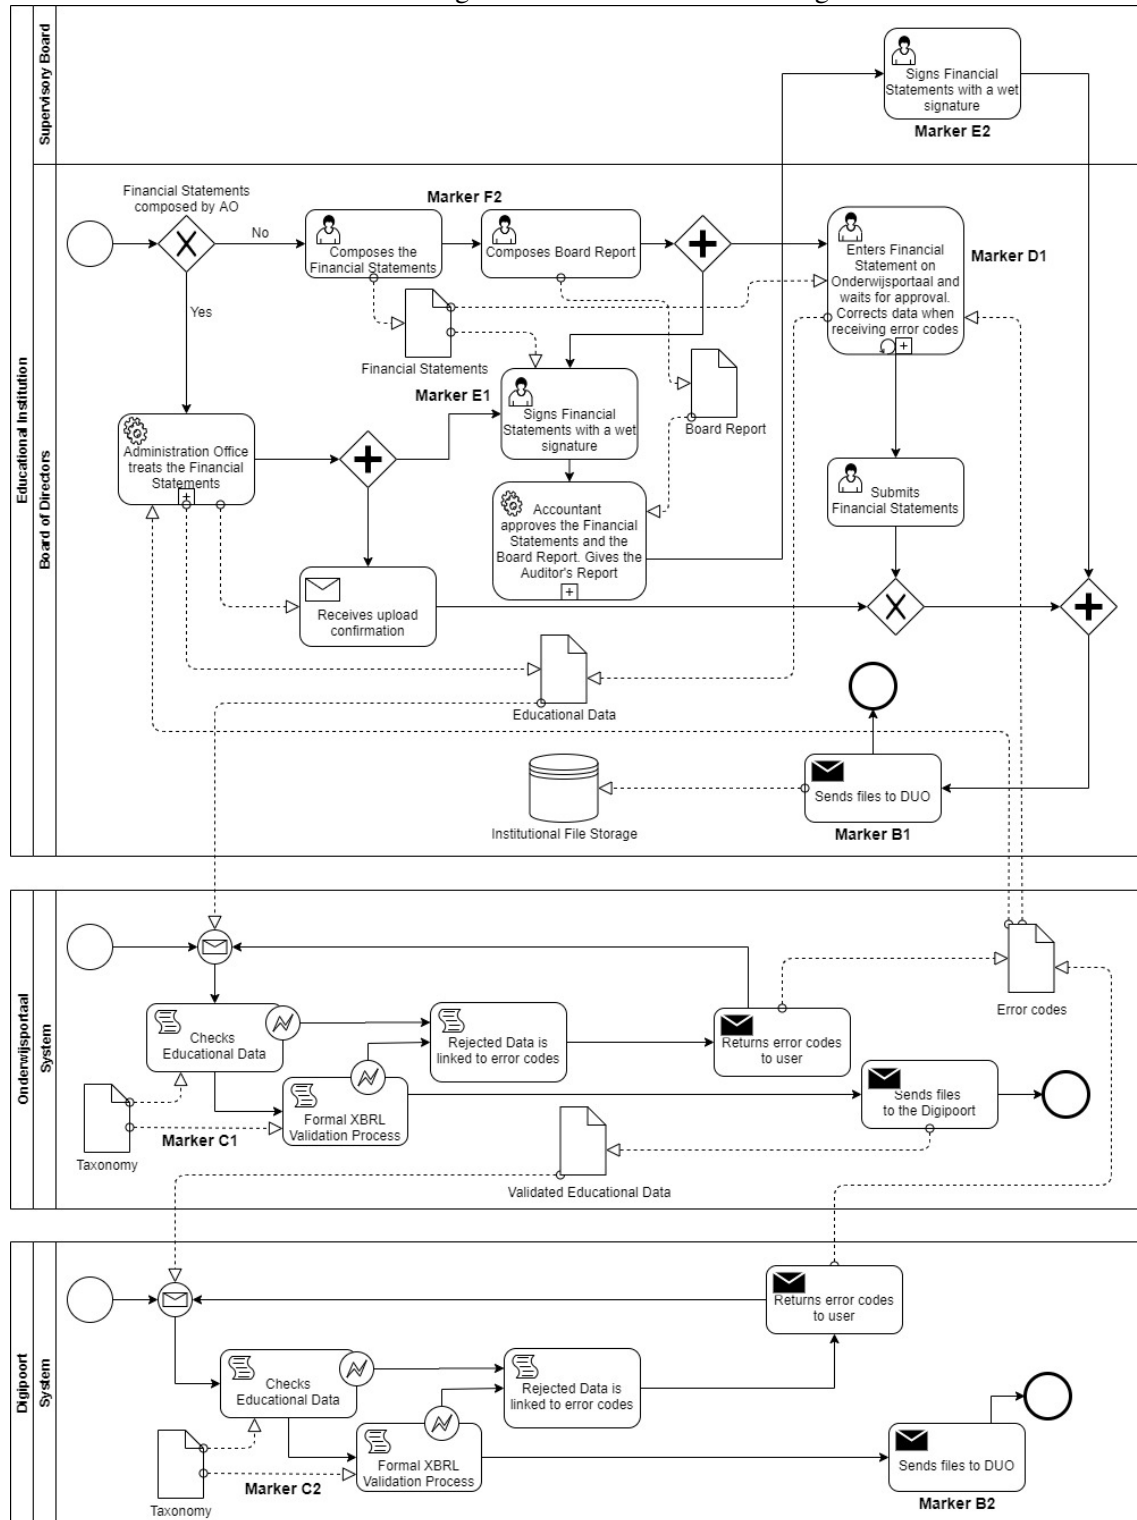 Supervisory Board
Signs Financial
Statements with a wet
signature
Marker E2
Educational Institution
Board of Directors
Financial Statements
composed by AO
No
Yes
Marker F2
Composes the
Financial Statements
Composes Board Report
Enters Financial
Statement on
Onderwijsportaal and
waits for approval.
Corrects data when
receiving error codes
Marker D1
Financial Statements
Marker E1
Signs Financial
Statements with a wet
signature
Board Report
Administration Office
treats the Financial
Statements
Accountant
approves the Financial
Statements and the
Board Report. Gives the
Auditor's Report
Submits
Financial Statements
Receives upload
confirmation
Educational Data
Institutional File Storage
Sends files to DUO
Marker B1
Onderwijsportaal
System
Checks
Educational Data
Rejected Data is
linked to error codes
Returns error codes
to user
Error codes
Formal XBRL
Validation Process
Sends files
to the Digipoort
Marker C1
Taxonomy
Validated Educational Data
Digipoort
System
Returns error codes
to user
Checks
Educational Data
Rejected Data is
linked to error codes
Formal XBRL
Validation Process
Sends files to DUO
Marker C2
Marker B2
Taxonomy